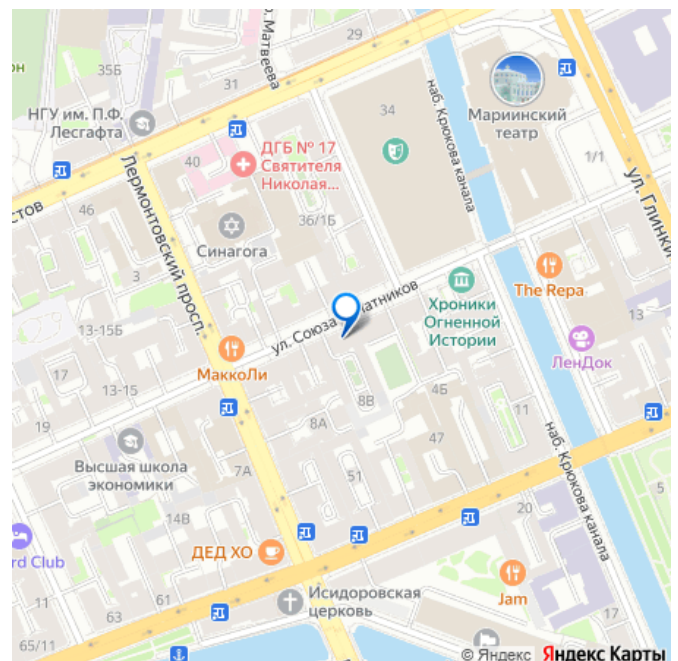 29
р. Матвеева
35Б
31
34
НГУ им. П.Ф.
Лесгафта
Мариинский
театр
наб. Крюкова канала
ДГБ № 17
Святителя
Николая...
40
1/1
ул. Глинки
стов
46
Лермонтовский просп.
36/1Б
Синагога
3
The Repa
ул. Союза
атников
Хроники
Огненной
Истории
13-15Б
33
ЛенДок
МаккоЛи
17
13-15
19
8В
4Б
11
8А
47
наб. Крюкова канала
Высшая школа
экономики
7А
51
5
14В
20
rd Club
ДЕД ХО
Jam
Исидоровская
церковь
11
63
61
17
65/11
© Яндекс Яндекс Карты